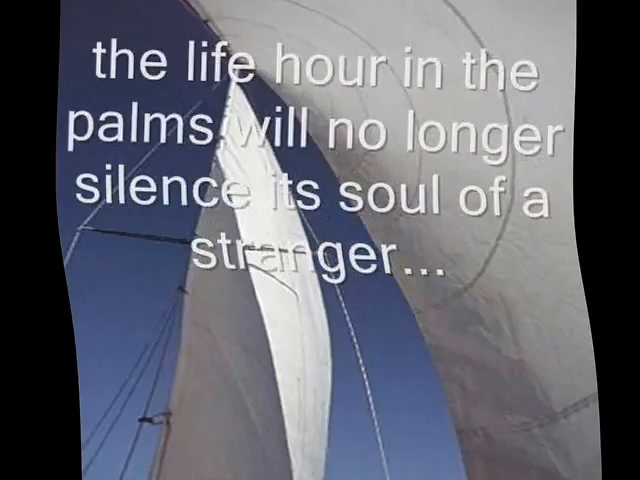 the life hour in the
palms will no longer
silence its soul of a
stranger...